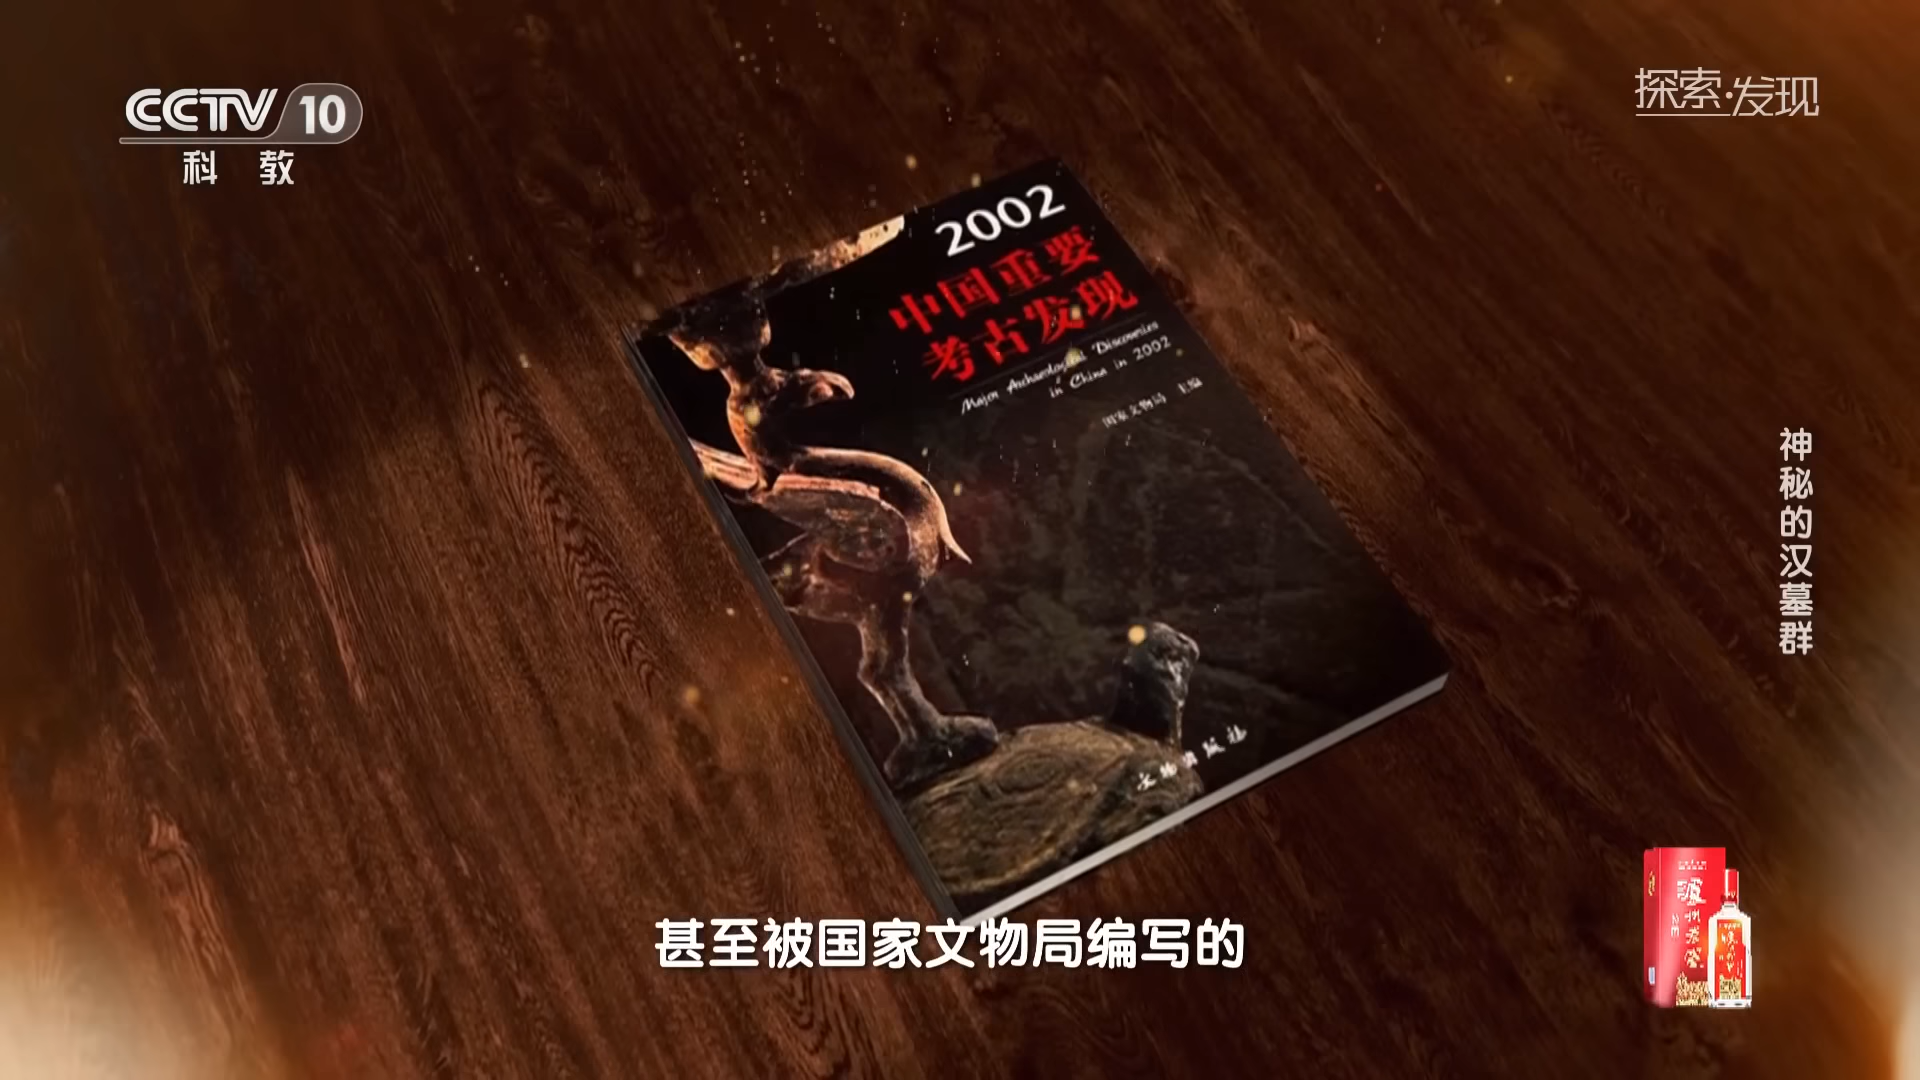 CCTV 10
科教
探索·发现
2002
中国重要
考古发现
Major Archaeological Discoveries
in China in 2002
国家文物局 主编
文物出版社
神秘的汉墓群
甚至被国家文物局编写的